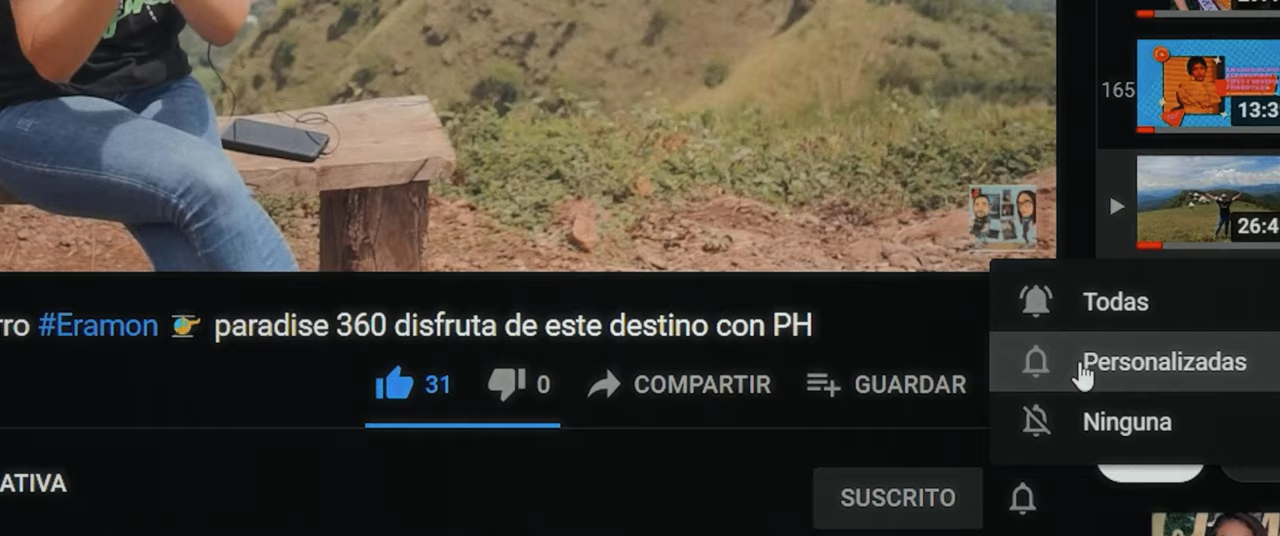 165
13:3
26:4
Todas
rro #Eramon paradise 360 disfruta de este destino con PH
Personalizadas
31 0 COMPARTIR GUARDAR
Ninguna
ATIVA
SUSCRITO